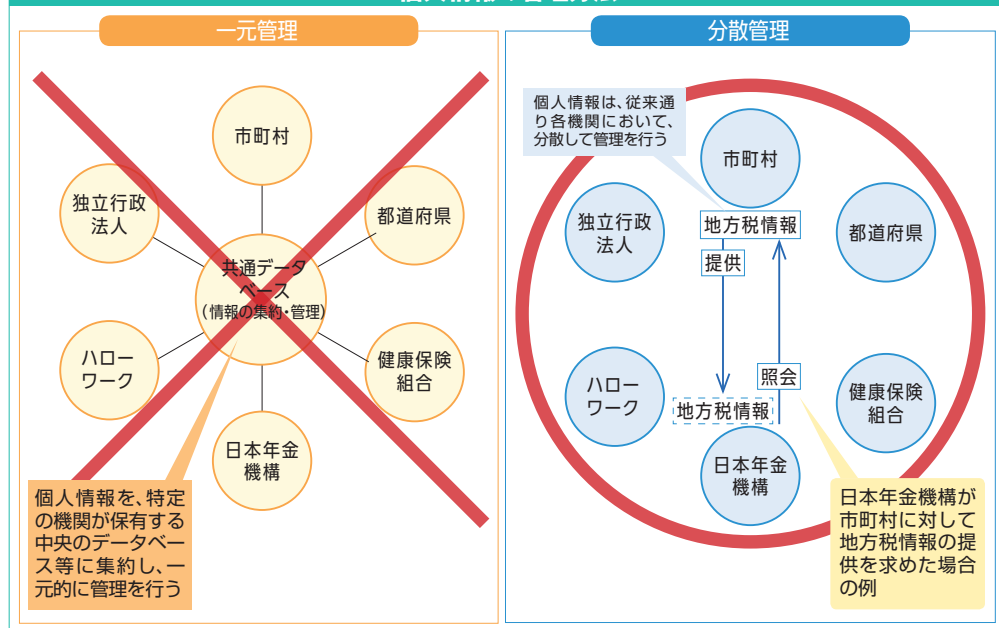 一元管理
市町村
独立行政
法人
都道府県
共通データ
ベース
(情報の集約・管理)
ハロー
ワーク
健康保険
組合
日本年金
機構
個人情報を、特定
の機関が保有する
中央のデータベー
ス等に集約し、一
元的に管理を行う
分散管理
個人情報は、従来通
り各機関において、
分散して管理を行う
市町村
独立行政
法人
地方税情報
都道府県
提供
照会
ハロー
ワーク
地方税情報
健康保険
組合
日本年金
機構
日本年金機構が
市町村に対して
地方税情報の提
供を求めた場合
の例